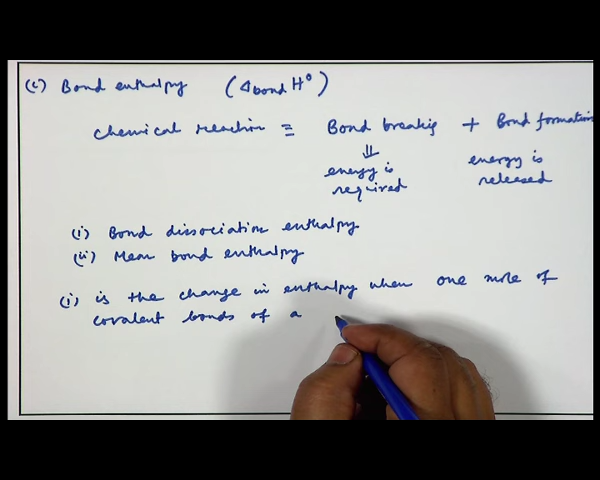 (c) Bond enthalpy (Δbond H°)
chemical reaction ≡ Bond breaking + Bond formation
⇓
energy is required
energy is released
(i) Bond dissociation enthalpy
(ii) Mean bond enthalpy
(i) is the change in enthalpy when one mole of
covalent bonds of a